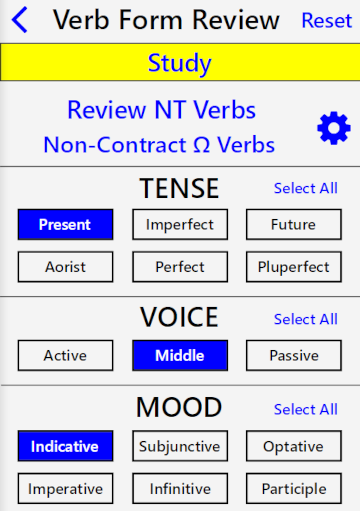 Verb Form Review Reset
Study
Review NT Verbs
Non-Contract Ω Verbs
TENSE Select All
Present Imperfect Future
Aorist Perfect Pluperfect
VOICE Select All
Active Middle Passive
MOOD Select All
Indicative Subjunctive Optative
Imperative Infinitive Participle